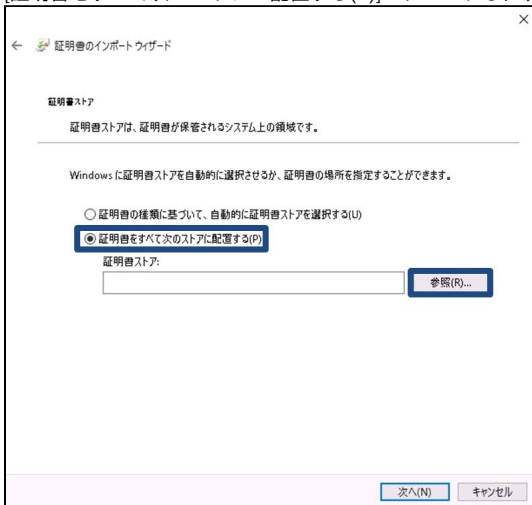 ← 証明書のインポート ウィザード
証明書ストア
証明書ストアは、証明書が保管されるシステム上の領域です。
Windows に証明書ストアを自動的に選択させるか、証明書の場所を指定することができます。
証明書の種類に基づいて、自動的に証明書ストアを選択する(U)
証明書をすべて次のストアに配置する(P)
証明書ストア:
参照(R)...
次へ(N) キャンセル